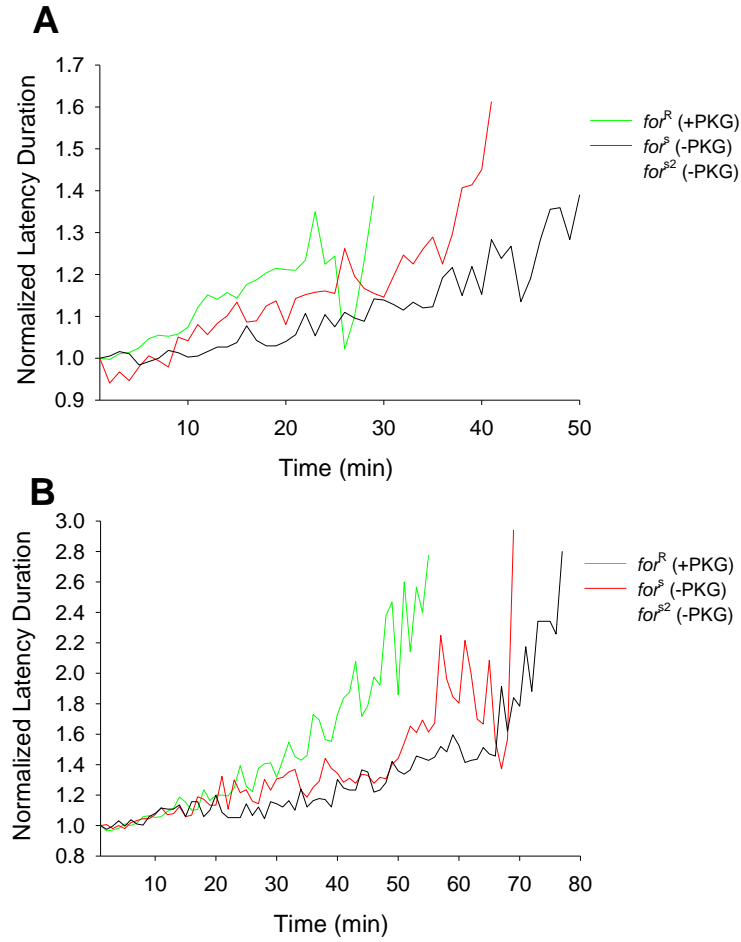 A
1.7
1.6
1.5
1.4
1.3
1.2
1.1
1.0
0.9
Normalized Latency Duration
10 20 30 40 50
Time (min)
forR (+PKG)
fors (-PKG)
fors2 (-PKG)
B
3.0
2.8
2.6
2.4
2.2
2.0
1.8
1.6
1.4
1.2
1.0
0.8
Normalized Latency Duration
10 20 30 40 50 60 70 80
Time (min)
forR (+PKG)
fors (-PKG)
fors2 (-PKG)